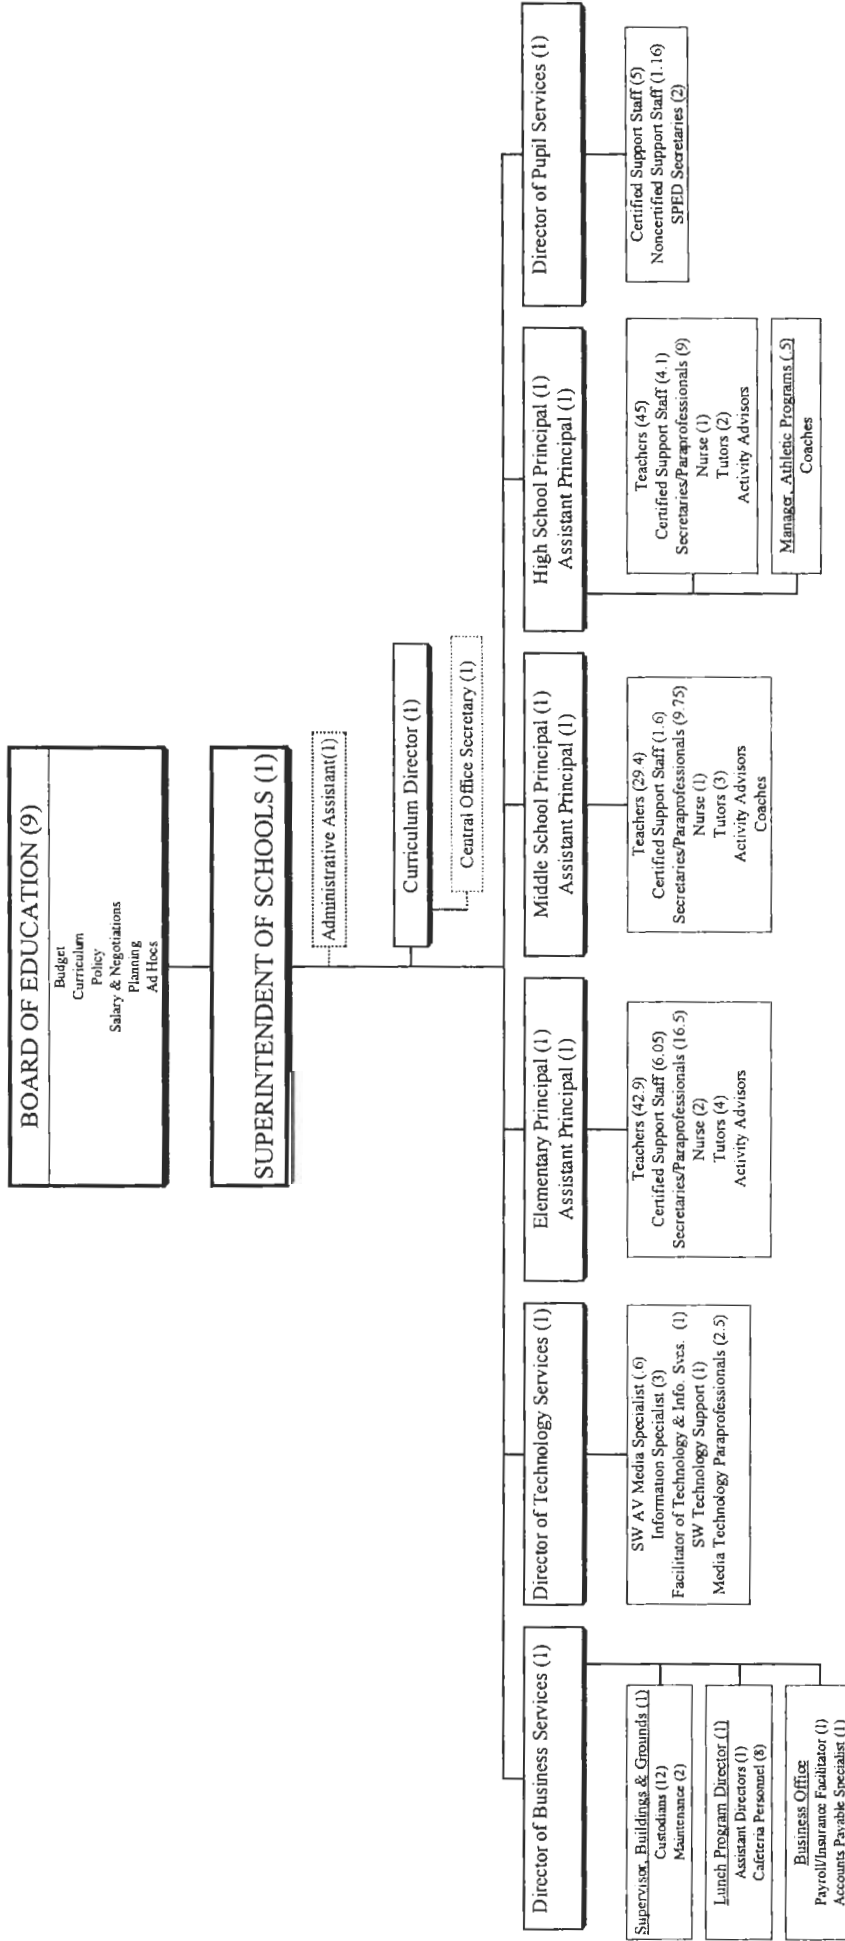 BOARD OF EDUCATION (9)
Budget
Curriculum
Policy
Salary & Negotiations
Planning
Ad Hocs
SUPERINTENDENT OF SCHOOLS (1)
Administrative Assistant(1)
Curriculum Director (1)
Central Office Secretary (1)
Director of Business Services (1)
Supervisor, Buildings & Grounds (1)
Custodians (12)
Maintenance (2)
Lunch Program Director (1)
Assistant Directors (1)
Cafeteria Personnel (8)
Business Office
Payroll/Insurance Facilitator (1)
Accounts Payable Specialist (1)
Director of Technology Services (1)
SW AV Media Specialist (.6)
Information Specialist (3)
Facilitator of Technology & Info. Svcs. (1)
SW Technology Support (1)
Media Technology Paraprofessionals (2.5)
Elementary Principal (1)
Assistant Principal (1)
Teachers (42.9)
Certified Support Staff (6.05)
Secretaries/Paraprofessionals (16.5)
Nurse (2)
Tutors (4)
Activity Advisors
Middle School Principal (1)
Assistant Principal (1)
Teachers (29.4)
Certified Support Staff (1.6)
Secretaries/Paraprofessionals (9.75)
Nurse (1)
Tutors (3)
Activity Advisors
Coaches
High School Principal (1)
Assistant Principal (1)
Teachers (45)
Certified Support Staff (4.1)
Secretaries/Paraprofessionals (9)
Nurse (1)
Tutors (2)
Activity Advisors
Manager, Athletic Programs (.5)
Coaches
Director of Pupil Services (1)
Certified Support Staff (5)
Noncertified Support Staff (1.16)
SPED Secretaries (2)